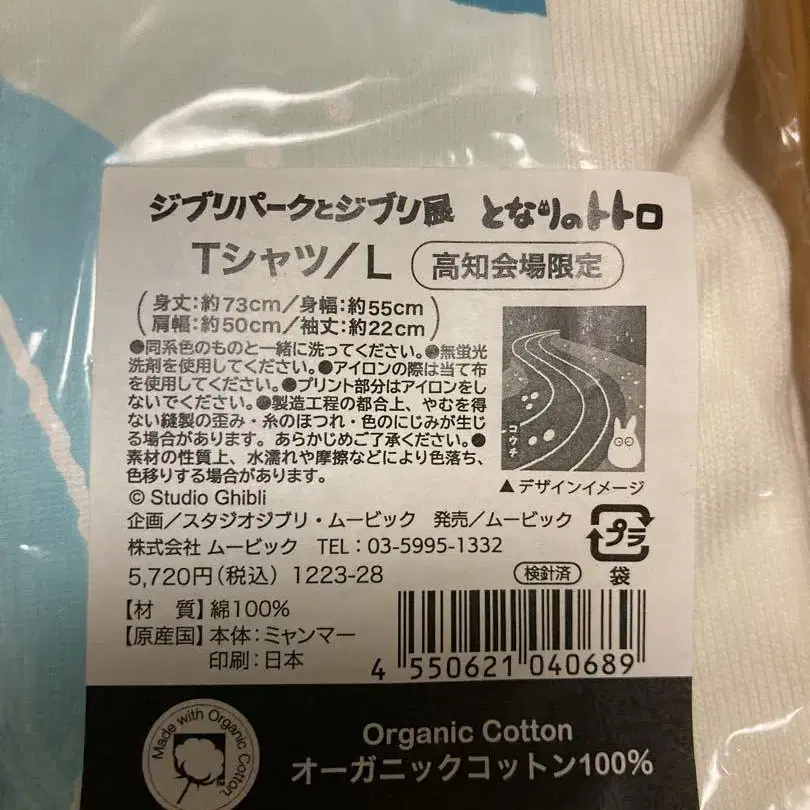 ジブリパークとジブリ展 となりのトトロ
Tシャツ/L 高知会場限定
身丈:約73cm/身幅:約55cm
肩幅:約50cm/袖丈:約22cm
●同系色のものと一緒に洗ってください。●無蛍光
洗剤を使用してください。●アイロンの際は当て布
を使用してください。●プリント部分はアイロンをし
ないでください。●製造工程の都合上、やむを得
ない縫製の歪み・糸のほつれ・色のにじみが生じ
る場合があります。あらかじめご了承ください。●
素材の性質上、水濡れや摩擦などにより色落ち、
色移りする場合があります。
コウチ
▲デザインイメージ
© Studio Ghibli
企画/スタジオジブリ・ムービック 発売/ムービック
株式会社 ムービック TEL:03-5995-1332
5,720円(税込) 1223-28
検針済
プラ
袋
【材 質】綿100%
【原産国】本体:ミャンマー
印刷:日本
4 550621 040689
Made with Organic Cotton
Organic Cotton
オーガニックコットン100%